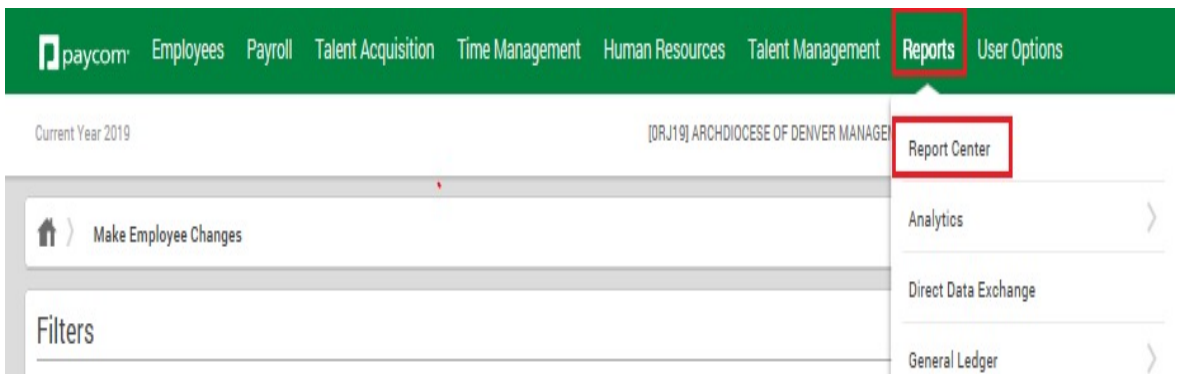 paycom Employees Payroll Talent Acquisition Time Management Human Resources Talent Management Reports User Options
Current Year 2019 [0RJ19] ARCHDIOCESE OF DENVER MANAGEM
Report Center
Make Employee Changes
Analytics
Direct Data Exchange
Filters
General Ledger